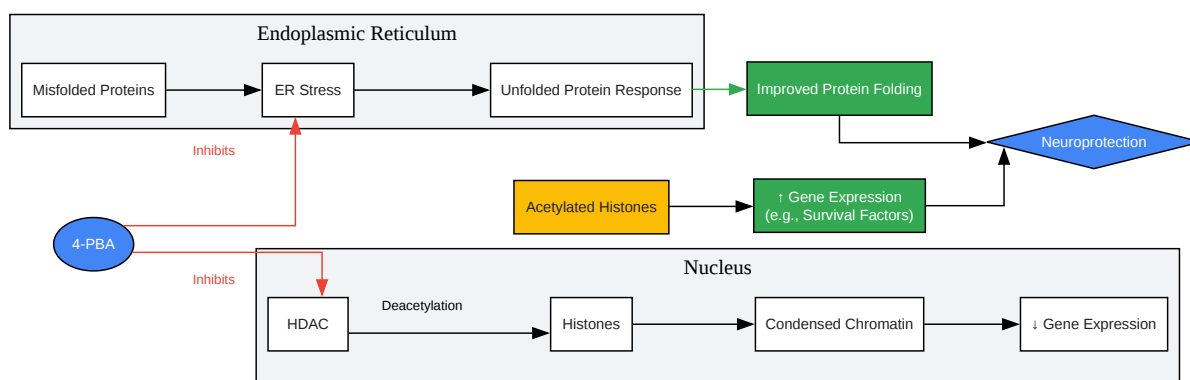 Endoplasmic Reticulum
Misfolded Proteins
ER Stress
Unfolded Protein Response
Improved Protein Folding
Inhibits
Neuroprotection
Acetylated Histones
↑ Gene Expression
(e.g., Survival Factors)
4-PBA
Inhibits
Nucleus
HDAC
Deacetylation
Histones
Condensed Chromatin
↓ Gene Expression